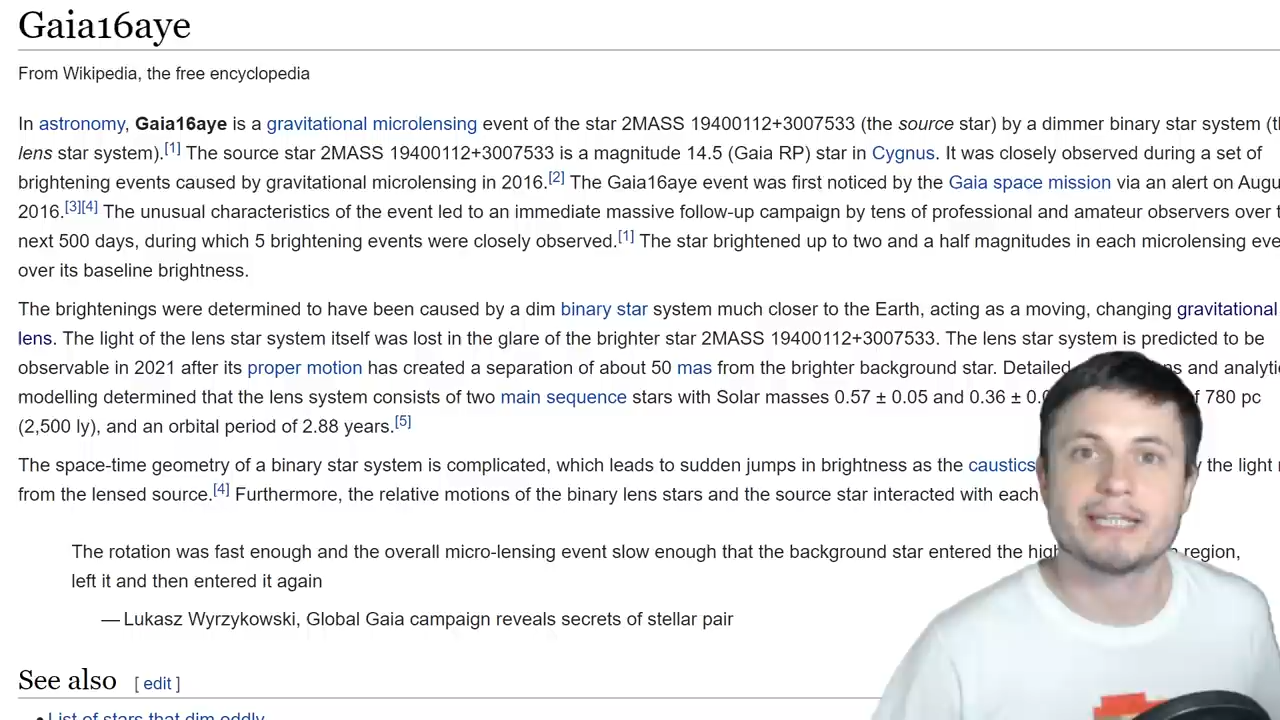 Gaia16aye
From Wikipedia, the free encyclopedia
In astronomy, Gaia16aye is a gravitational microlensing event of the star 2MASS 19400112+3007533 (the source star) by a dimmer binary star system (
lens star system).[1] The source star 2MASS 19400112+3007533 is a magnitude 14.5 (Gaia RP) star in Cygnus. It was closely observed during a set of
brightening events caused by gravitational microlensing in 2016.[2] The Gaia16aye event was first noticed by the Gaia space mission via an alert on
2016.[3][4] The unusual characteristics of the event led to an immediate massive follow-up campaign by tens of professional and amateur observers over
next 500 days, during which 5 brightening events were closely observed.[1] The star brightened up to two and a half magnitudes in each microlensing
over its baseline brightness.
The brightenings were determined to have been caused by a dim binary star system much closer to the Earth, acting as a moving, changing gravitational
lens. The light of the lens star system itself was lost in the glare of the brighter star 2MASS 19400112+3007533. The lens star system is predicted to be
observable in 2021 after its proper motion has created a separation of about 50 mas from the brighter background star. Detailed and
modelling determined that the lens system consists of two main sequence stars with Solar masses 0.57 ± 0.05 and 0.36 ± 780 pc
(2,500 ly), and an orbital period of 2.88 years.[5]
The space-time geometry of a binary star system is complicated, which leads to sudden jumps in brightness as the caustics the light
from the lensed source.[4] Furthermore, the relative motions of the binary lens stars and the source star interacted with each
The rotation was fast enough and the overall micro-lensing event slow enough that the background star entered the region,
left it and then entered it again
— Lukasz Wyrzykowski, Global Gaia campaign reveals secrets of stellar pair
See also [ edit ]
• List of stars that dim oddly